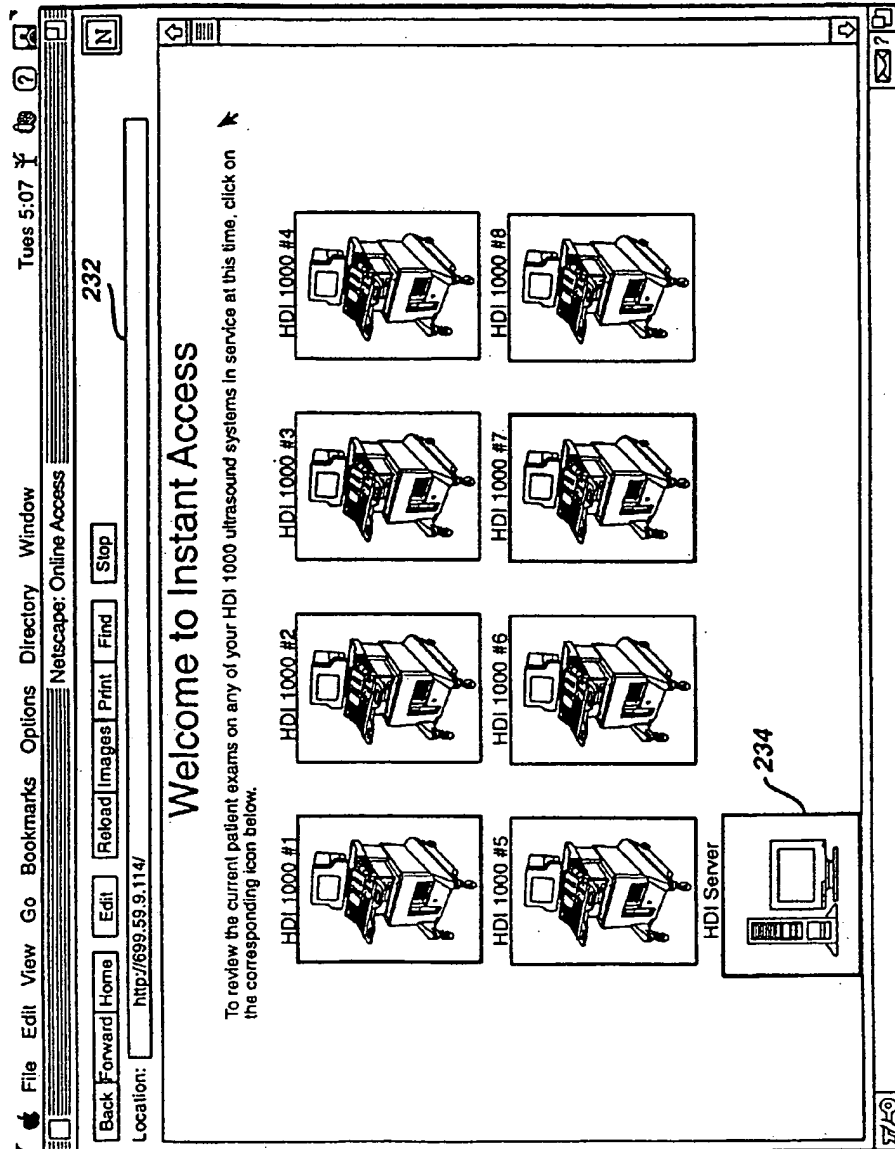 File Edit View Go Bookmarks Options Directory Window Tues 5:07 ?
Netscape: Online Access
Back Forward Home Edit Reload Images Print Find Stop
N
232
Location: http://699.59.9.114/
Welcome to Instant Access
To review the current patient exams on any of your HDI 1000 ultrasound systems in service at this time, click on
the corresponding icon below.
HDI 1000 #1 HDI 1000 #2 HDI 1000 #3 HDI 1000 #4
HDI 1000 #5 HDI 1000 #6 HDI 1000 #7 HDI 1000 #8
HDI Server
234
?